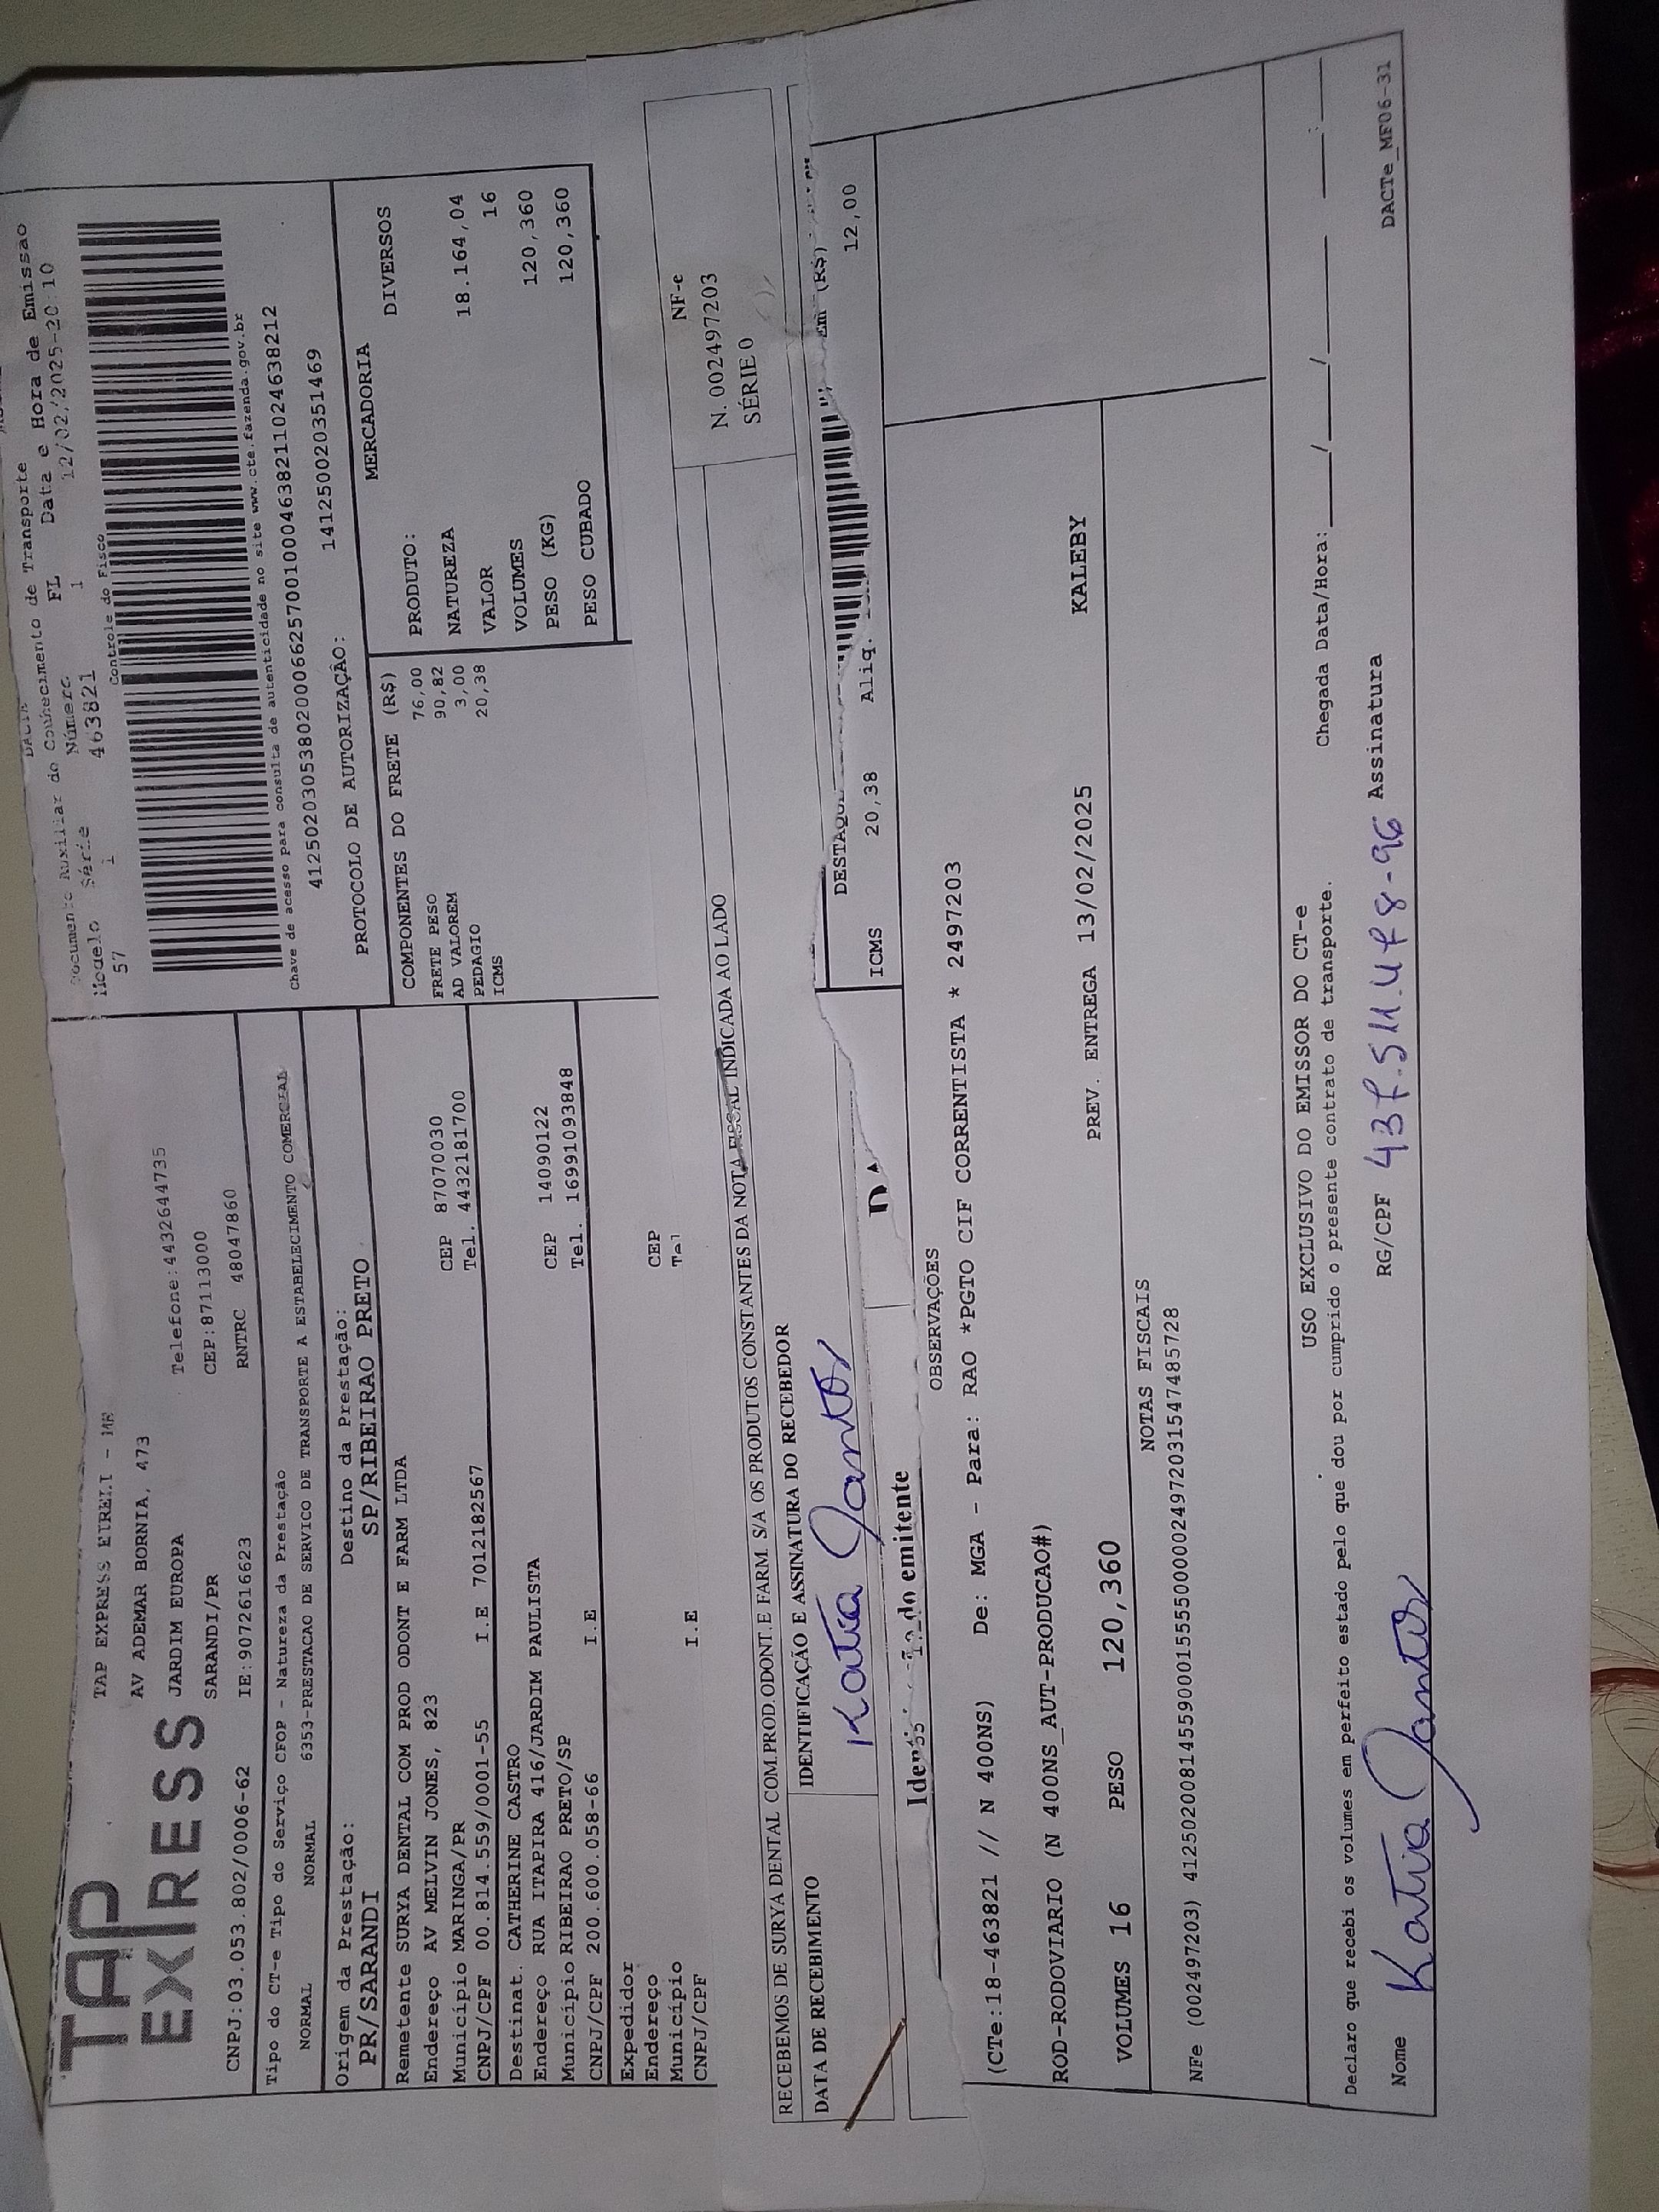 TAP
EXPRESS
TAP EXPRESS EIRELI - ME
AV ADEMAR BORNIA, 473
JARDIM EUROPA Telefone:4432644735
SARANDI/PR CEP:87113000
CNPJ:03.053.802/0006-62 IE:9072616623 RNTRC 48047860
Documento Auxiliar do Conhecimento de Transporte
Modelo Série Número FL Data e Hora de Emissão
57 1 463821 1 12/02/2025-20:10
Controle do Fisco
Chave de acesso para consulta de autenticidade no site www.cte.fazenda.gov.br
41250203053802000662570010004638211024638212
PROTOCOLO DE AUTORIZAÇÃO: 141250020351469
Tipo do CT-e Tipo do Serviço CFOP - Natureza da Prestação
NORMAL NORMAL 6353-PRESTACAO DE SERVICO DE TRANSPORTE A ESTABELECIMENTO COMERCIAL
Origem da Prestação: Destino da Prestação:
PR/SARANDI SP/RIBEIRAO PRETO
Remetente SURYA DENTAL COM PROD ODONT E FARM LTDA
Endereço AV MELVIN JONES, 823 CEP 87070030
Município MARINGA/PR Tel. 4432181700
CNPJ/CPF 00.814.559/0001-55 I.E 7012182567
Destinat. CATHERINE CASTRO
Endereço RUA ITAPIRA 416/JARDIM PAULISTA CEP 14090122
Município RIBEIRAO PRETO/SP Tel. 16991093848
CNPJ/CPF 200.600.058-66 I.E
Expedidor
Endereço CEP
Município Tel
CNPJ/CPF I.E
COMPONENTES DO FRETE (R$)
FRETE PESO 76,00
AD VALOREM 90,82
PEDAGIO 3,00
ICMS 20,38
MERCADORIA
PRODUTO: DIVERSOS
NATUREZA
VALOR 18.164,04
VOLUMES 16
PESO (KG) 120,360
PESO CUBADO 120,360
RECEBEMOS DE SURYA DENTAL COM.PROD.ODONT.E FARM. S/A OS PRODUTOS CONSTANTES DA NOTA FISCAL INDICADA AO LADO
DATA DE RECEBIMENTO IDENTIFICAÇÃO E ASSINATURA DO RECEBEDOR
Katia Santos
NF-e
N. 002497203
SÉRIE 0
do emitente
(R$)
ICMS 20,38 Aliq. 12,00
OBSERVAÇÕES
(CTe:18-463821 // N 400NS) De: MGA - Para: RAO *PGTO CIF CORRENTISTA * 2497203
ROD-RODOVIARIO (N 400NS_AUT-PRODUCAO#)
VOLUMES 16 PESO 120,360 PREV. ENTREGA 13/02/2025 KALEBY
NOTAS FISCAIS
NFe (002497203) 41250200814559000155550000024972031547485728
USO EXCLUSIVO DO EMISSOR DO CT-e
Declaro que recebi os volumes em perfeito estado pelo que dou por cumprido o presente contrato de transporte. Chegada Data/Hora:___/___/___ ___:___
Nome Katia Santos RG/CPF Assinatura
DACTe_MF06-31